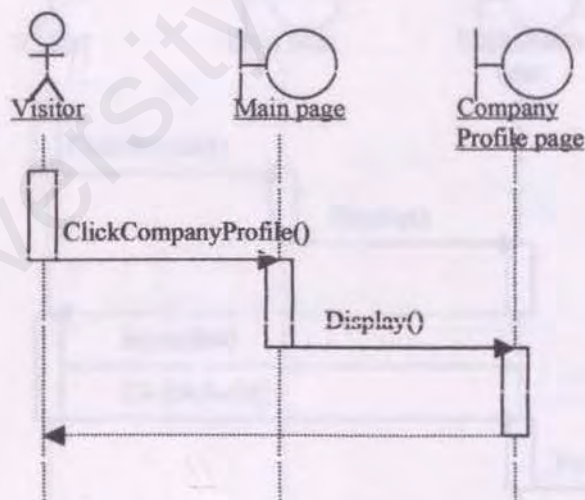 Visitor
Main page
Company
Profile page
ClickCompanyProfile()
Display()